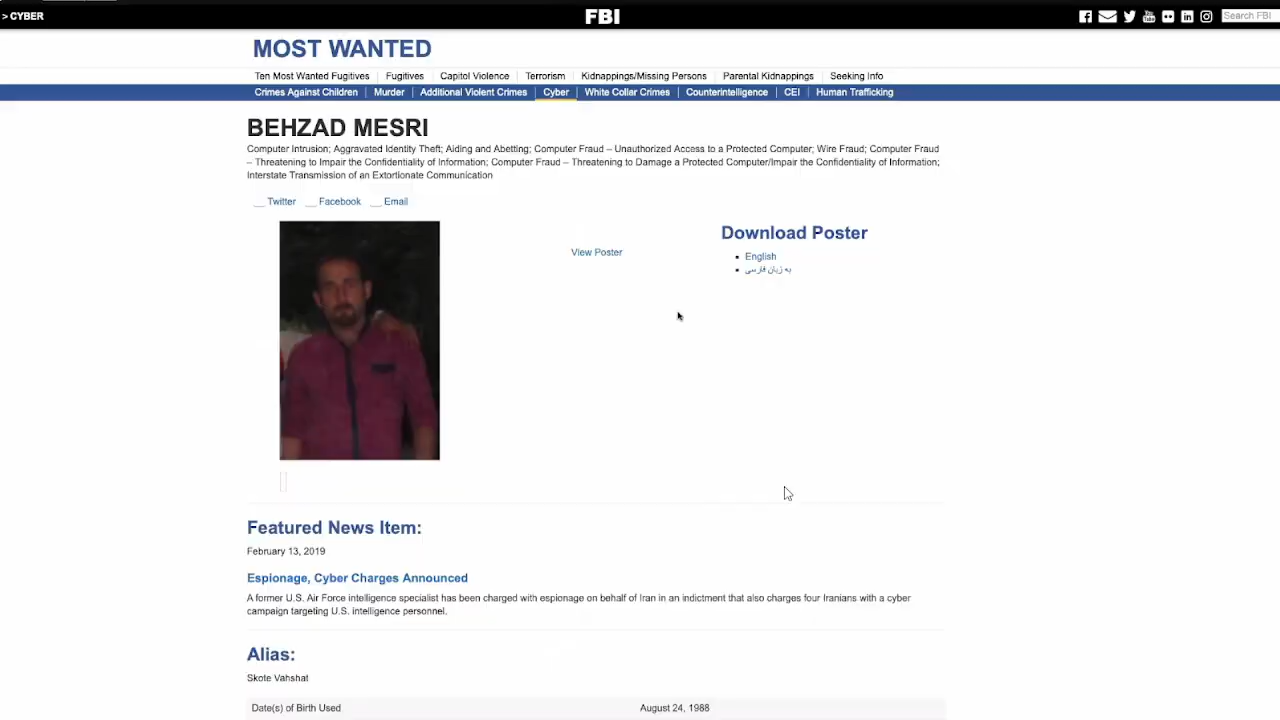 > CYBER
FBI
Search FBI
MOST WANTED
Ten Most Wanted Fugitives Fugitives Capitol Violence Terrorism Kidnappings/Missing Persons Parental Kidnappings Seeking Info
Crimes Against Children Murder Additional Violent Crimes Cyber White Collar Crimes Counterintelligence CEI Human Trafficking
BEHZAD MESRI
Computer Intrusion; Aggravated Identity Theft; Aiding and Abetting; Computer Fraud – Unauthorized Access to a Protected Computer; Wire Fraud; Computer Fraud
– Threatening to Impair the Confidentiality of Information; Computer Fraud – Threatening to Damage a Protected Computer/Impair the Confidentiality of Information;
Interstate Transmission of an Extortionate Communication
Twitter Facebook Email
View Poster
Download Poster
English
به زبان فارسی
Featured News Item:
February 13, 2019
Espionage, Cyber Charges Announced
A former U.S. Air Force intelligence specialist has been charged with espionage on behalf of Iran in an indictment that also charges four Iranians with a cyber
campaign targeting U.S. intelligence personnel.
Alias:
Skote Vahshat
Date(s) of Birth Used August 24, 1988